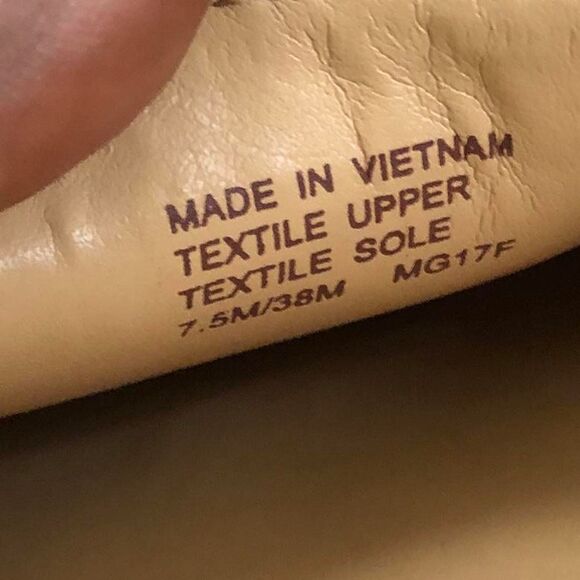 MADE IN VIETNAM
TEXTILE UPPER
TEXTILE SOLE
7.5M/38M MG17F